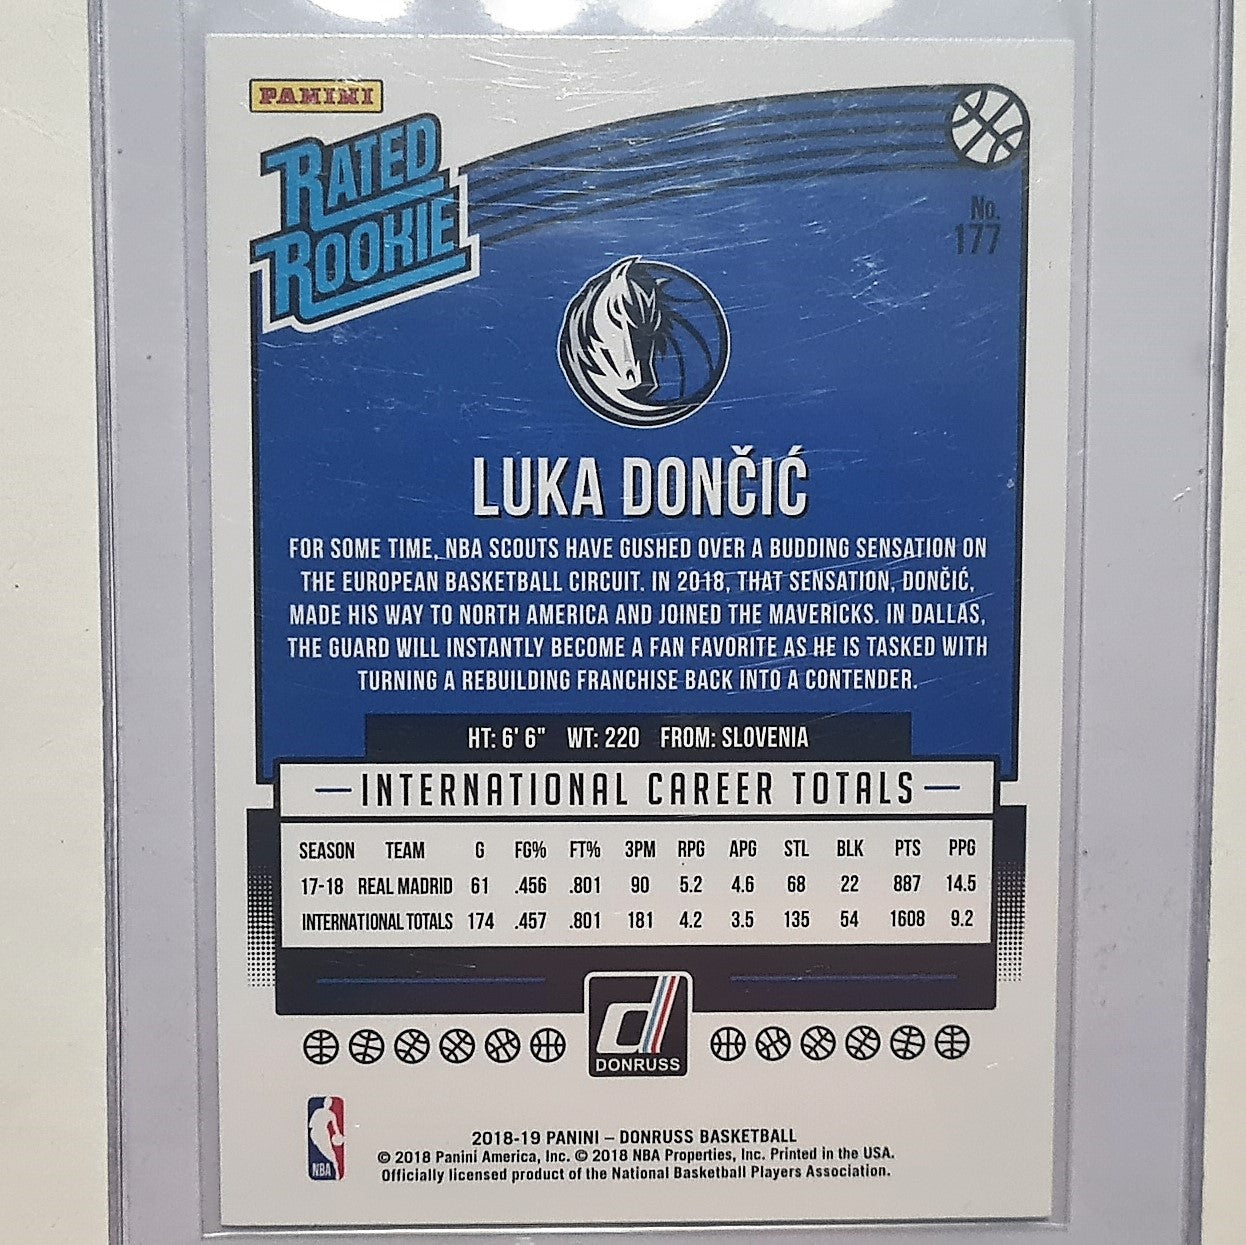 PANINI
RATED
ROOKIE
No.
177
LUKA DONČIĆ
FOR SOME TIME, NBA SCOUTS HAVE GUSHED OVER A BUDDING SENSATION ON
THE EUROPEAN BASKETBALL CIRCUIT. IN 2018, THAT SENSATION, DONČIĆ,
MADE HIS WAY TO NORTH AMERICA AND JOINED THE MAVERICKS. IN DALLAS,
THE GUARD WILL INSTANTLY BECOME A FAN FAVORITE AS HE IS TASKED WITH
TURNING A REBUILDING FRANCHISE BACK INTO A CONTENDER.
HT: 6' 6" WT: 220 FROM: SLOVENIA
INTERNATIONAL CAREER TOTALS
SEASON TEAM G FG% FT% 3PM RPG APG STL BLK PTS PPG
17-18 REAL MADRID 61 .456 .801 90 5.2 4.6 68 22 887 14.5
INTERNATIONAL TOTALS 174 .457 .801 181 4.2 3.5 135 54 1608 9.2
d
DONRUSS
NBA
2018-19 PANINI – DONRUSS BASKETBALL
© 2018 Panini America, Inc. © 2018 NBA Properties, Inc. Printed in the USA.
Officially licensed product of the National Basketball Players Association.